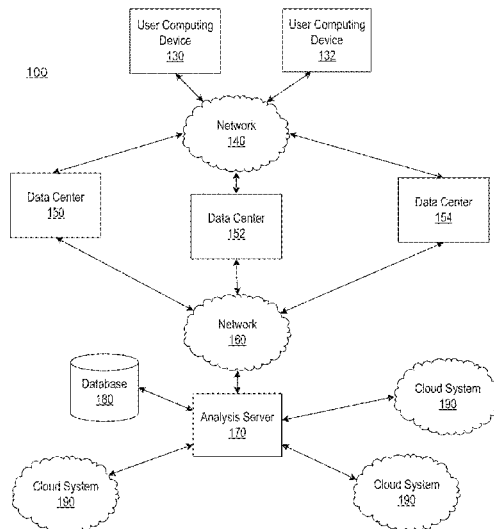 User Computing
Device
130
User Computing
Device
132
100
Network
140
Data Center
150
Data Center
152
Data Center
154
Network
160
Database
180
Analysis Server
170
Cloud System
190
Cloud System
190
Cloud System
190